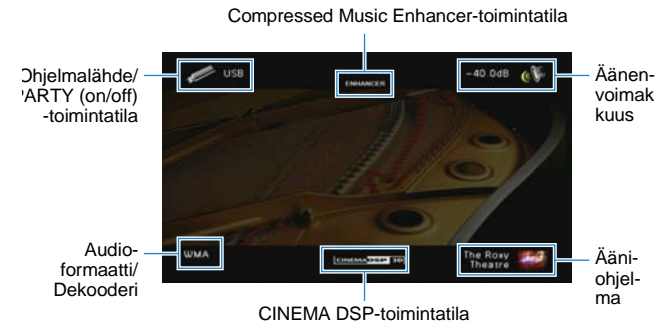 Compressed Music Enhancer-toimintatila
Ohjelmalähde/
PARTY (on/off)
-toimintatila
USB
ENHANCER
-40.0dB
Äänen-
voimak
kuus
Audio-
formaatti/
Dekooderi
WMA
CINEMA DSP 3D
The Roxy
Theatre
Ääni-
ohjel-
ma
CINEMA DSP-toimintatila